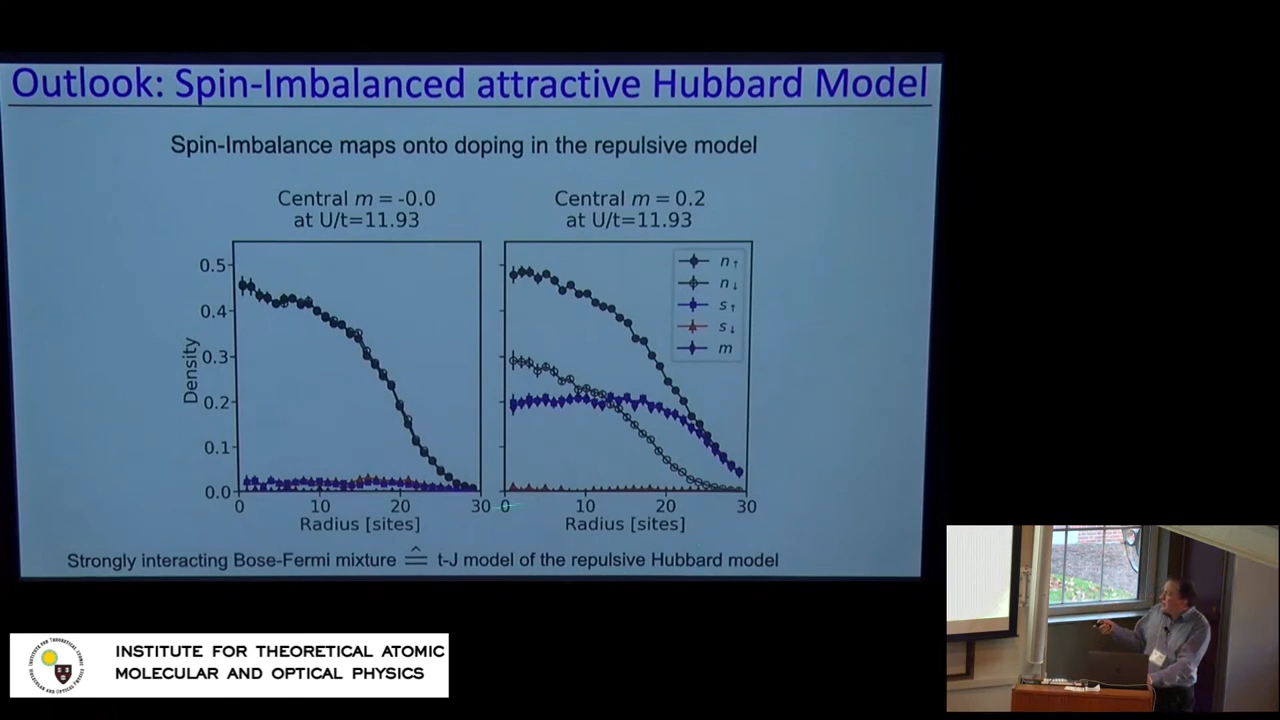 Outlook: Spin-Imbalanced attractive Hubbard Model
Spin-Imbalance maps onto doping in the repulsive model
Central m = -0.0
at U/t=11.93
Central m = 0.2
at U/t=11.93
n↑
n↓
s↑
s↓
m
Density
0.5
0.4
0.3
0.2
0.1
0.0
0 10 20 30
0 10 20 30
Radius [sites]
Radius [sites]
Strongly interacting Bose-Fermi mixture ≙ t-J model of the repulsive Hubbard model
INSTITUTE FOR THEORETICAL ATOMIC
MOLECULAR AND OPTICAL PHYSICS